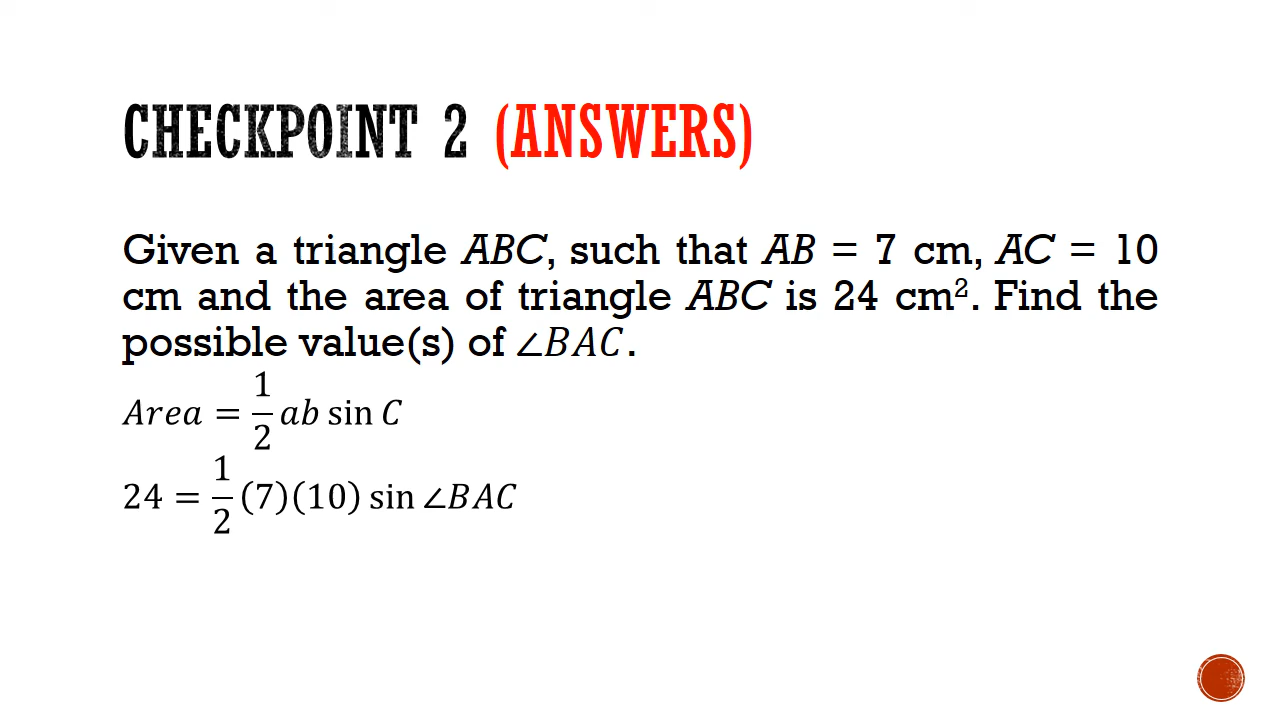 CHECKPOINT 2 (ANSWERS)
Given a triangle ABC, such that AB = 7 cm, AC = 10
cm and the area of triangle ABC is 24 cm². Find the
possible value(s) of ∠BAC.
Area = 1/2 ab sin C
24 = 1/2 (7)(10) sin ∠BAC